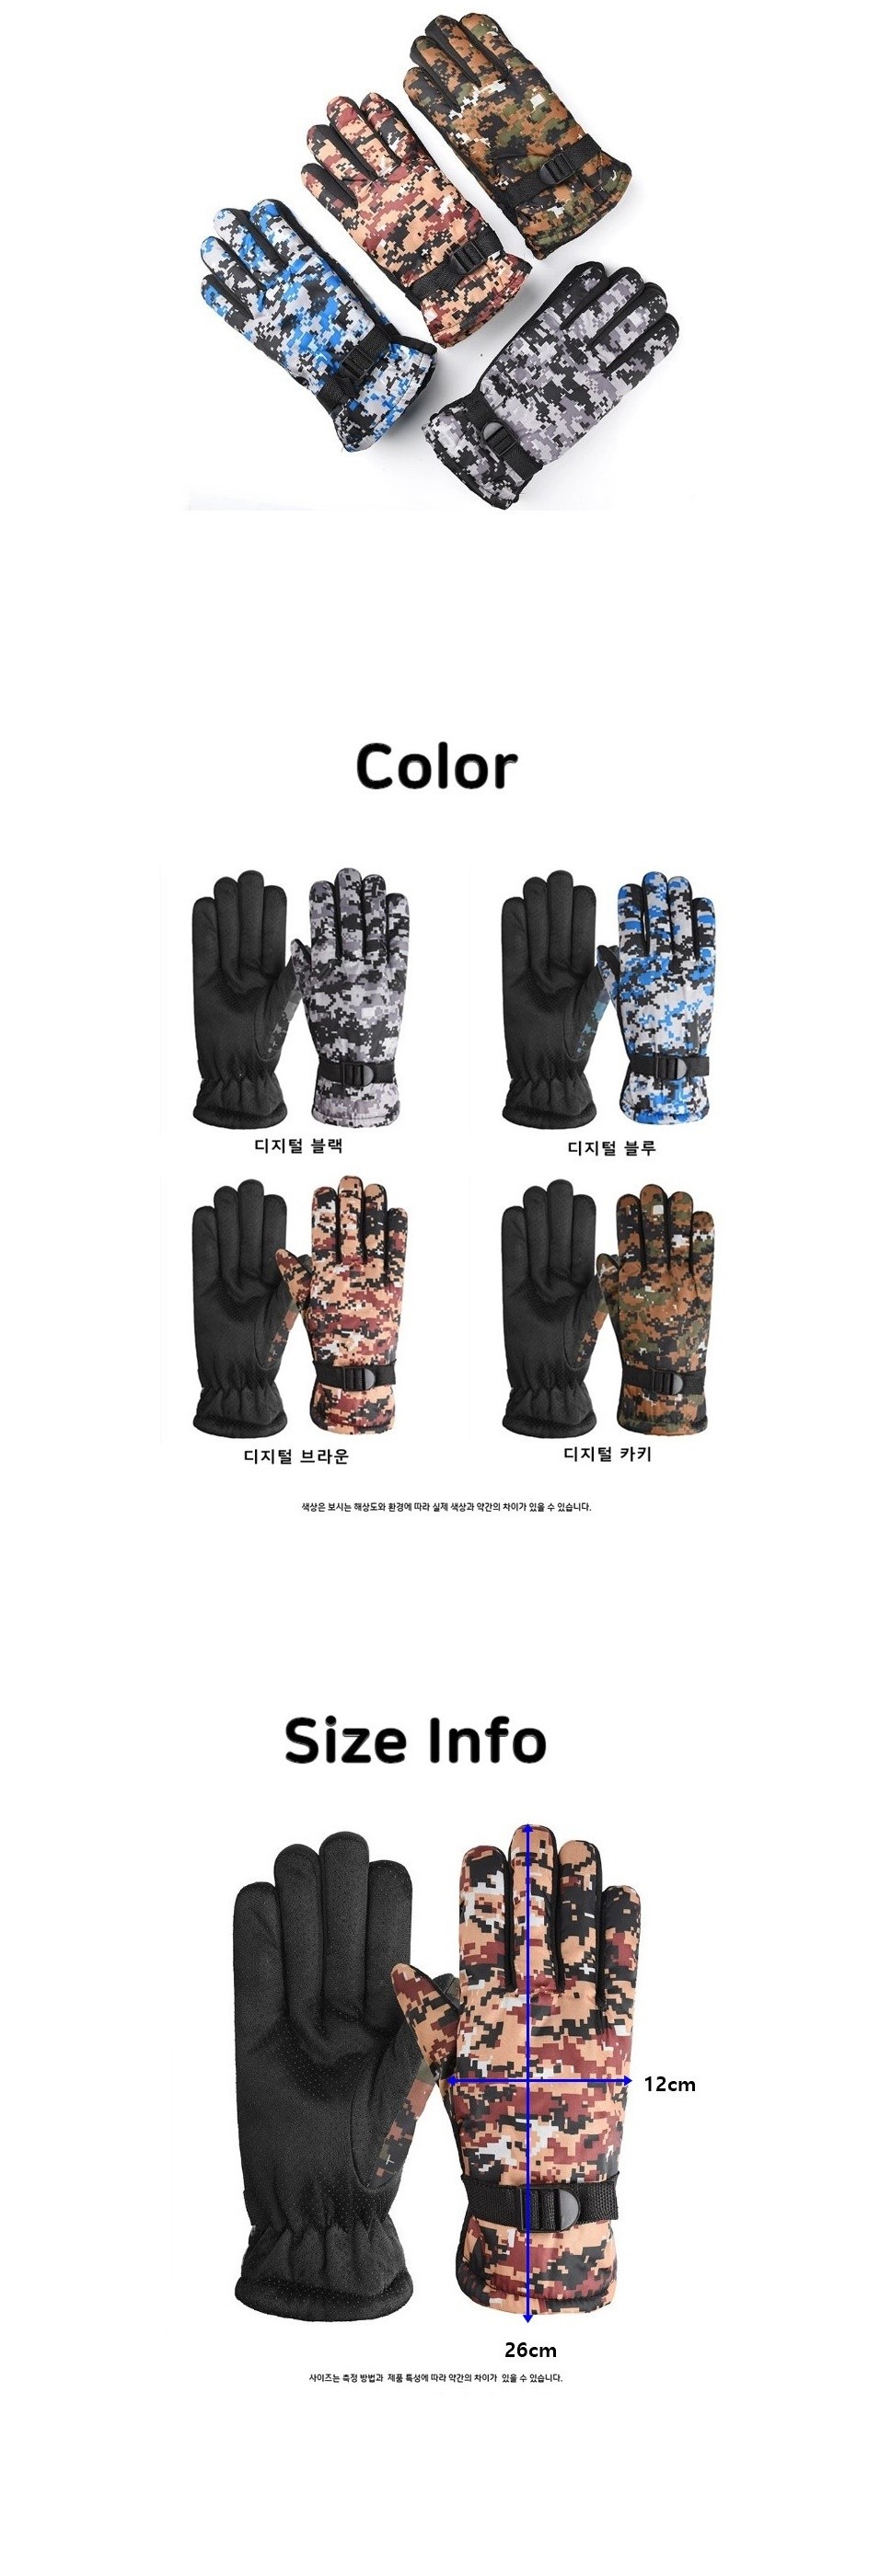 Color
디지털 블랙
디지털 블루
디지털 브라운
디지털 카키
색상은 보시는 해상도와 환경에 따라 실제 색상과 약간의 차이가 있을 수 있습니다.
Size Info
12cm
26cm
사이즈는 측정 방법과 제품 특성에 따라 약간의 차이가 있을 수 있습니다.